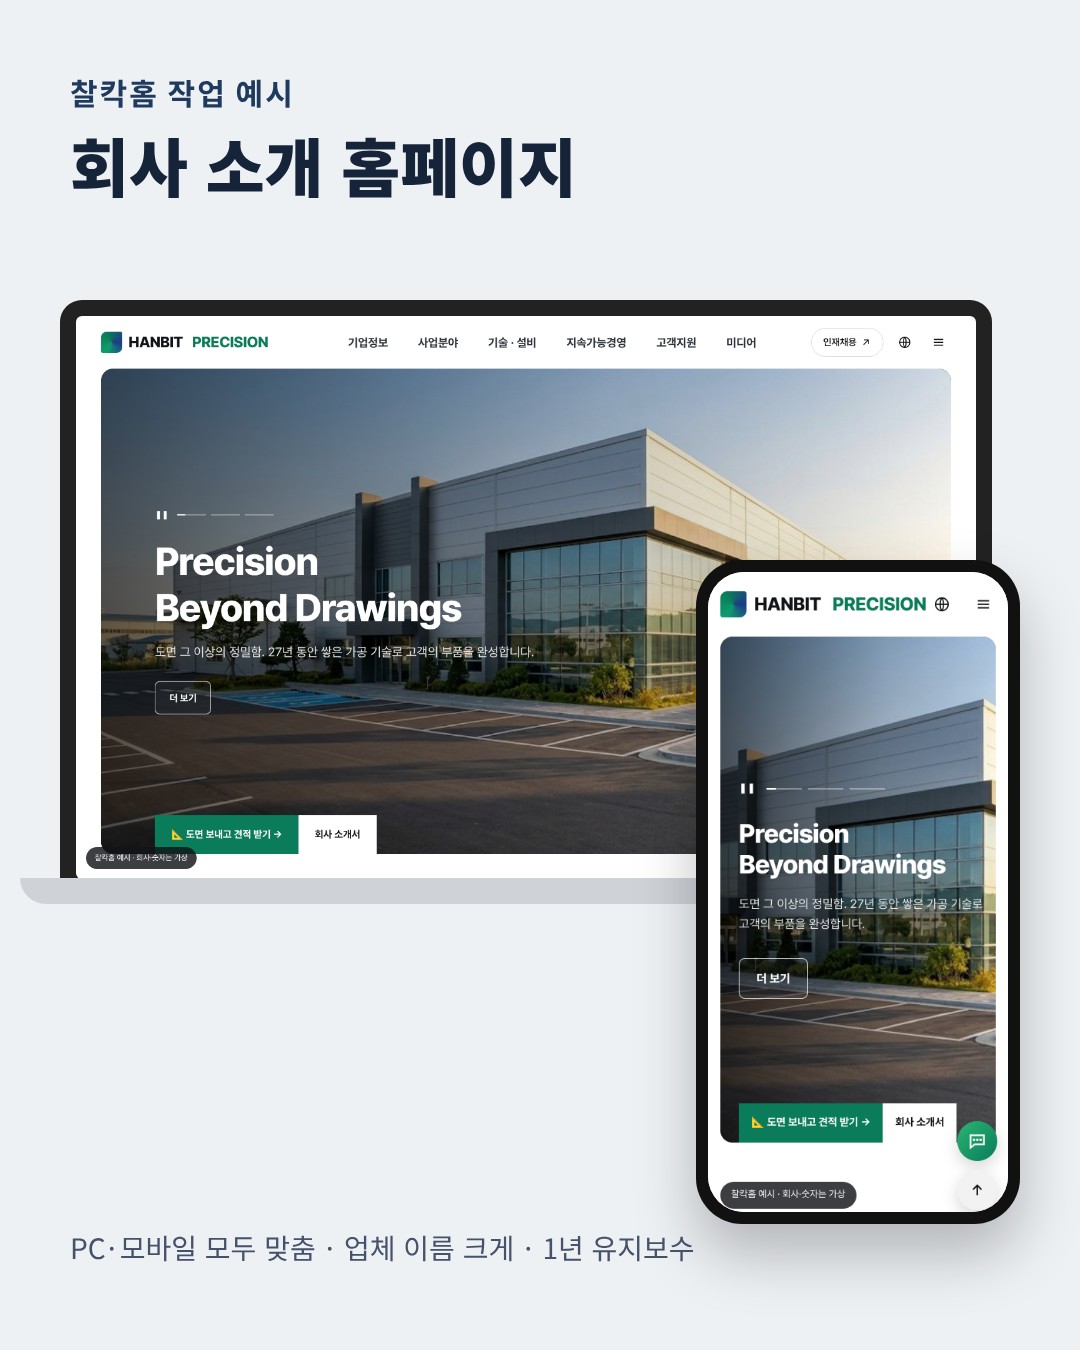 찰칵홈 작업 예시
회사 소개 홈페이지
HANBIT PRECISION
기업정보 사업분야 기술 · 설비 지속가능경영 고객지원 미디어
인재채용
Precision
Beyond Drawings
도면 그 이상의 정밀함. 27년 동안 쌓은 가공 기술로 고객의 부품을 완성합니다.
더 보기
📐 도면 보내고 견적 받기 →
회사 소개서
찰칵홈 예시 · 회사·숫자는 가상
HANBIT PRECISION
Precision
Beyond Drawings
도면 그 이상의 정밀함. 27년 동안 쌓은 가공 기술로
고객의 부품을 완성합니다.
더 보기
📐 도면 보내고 견적 받기 →
회사 소개서
찰칵홈 예시 · 회사·숫자는 가상
PC·모바일 모두 맞춤 · 업체 이름 크게 · 1년 유지보수